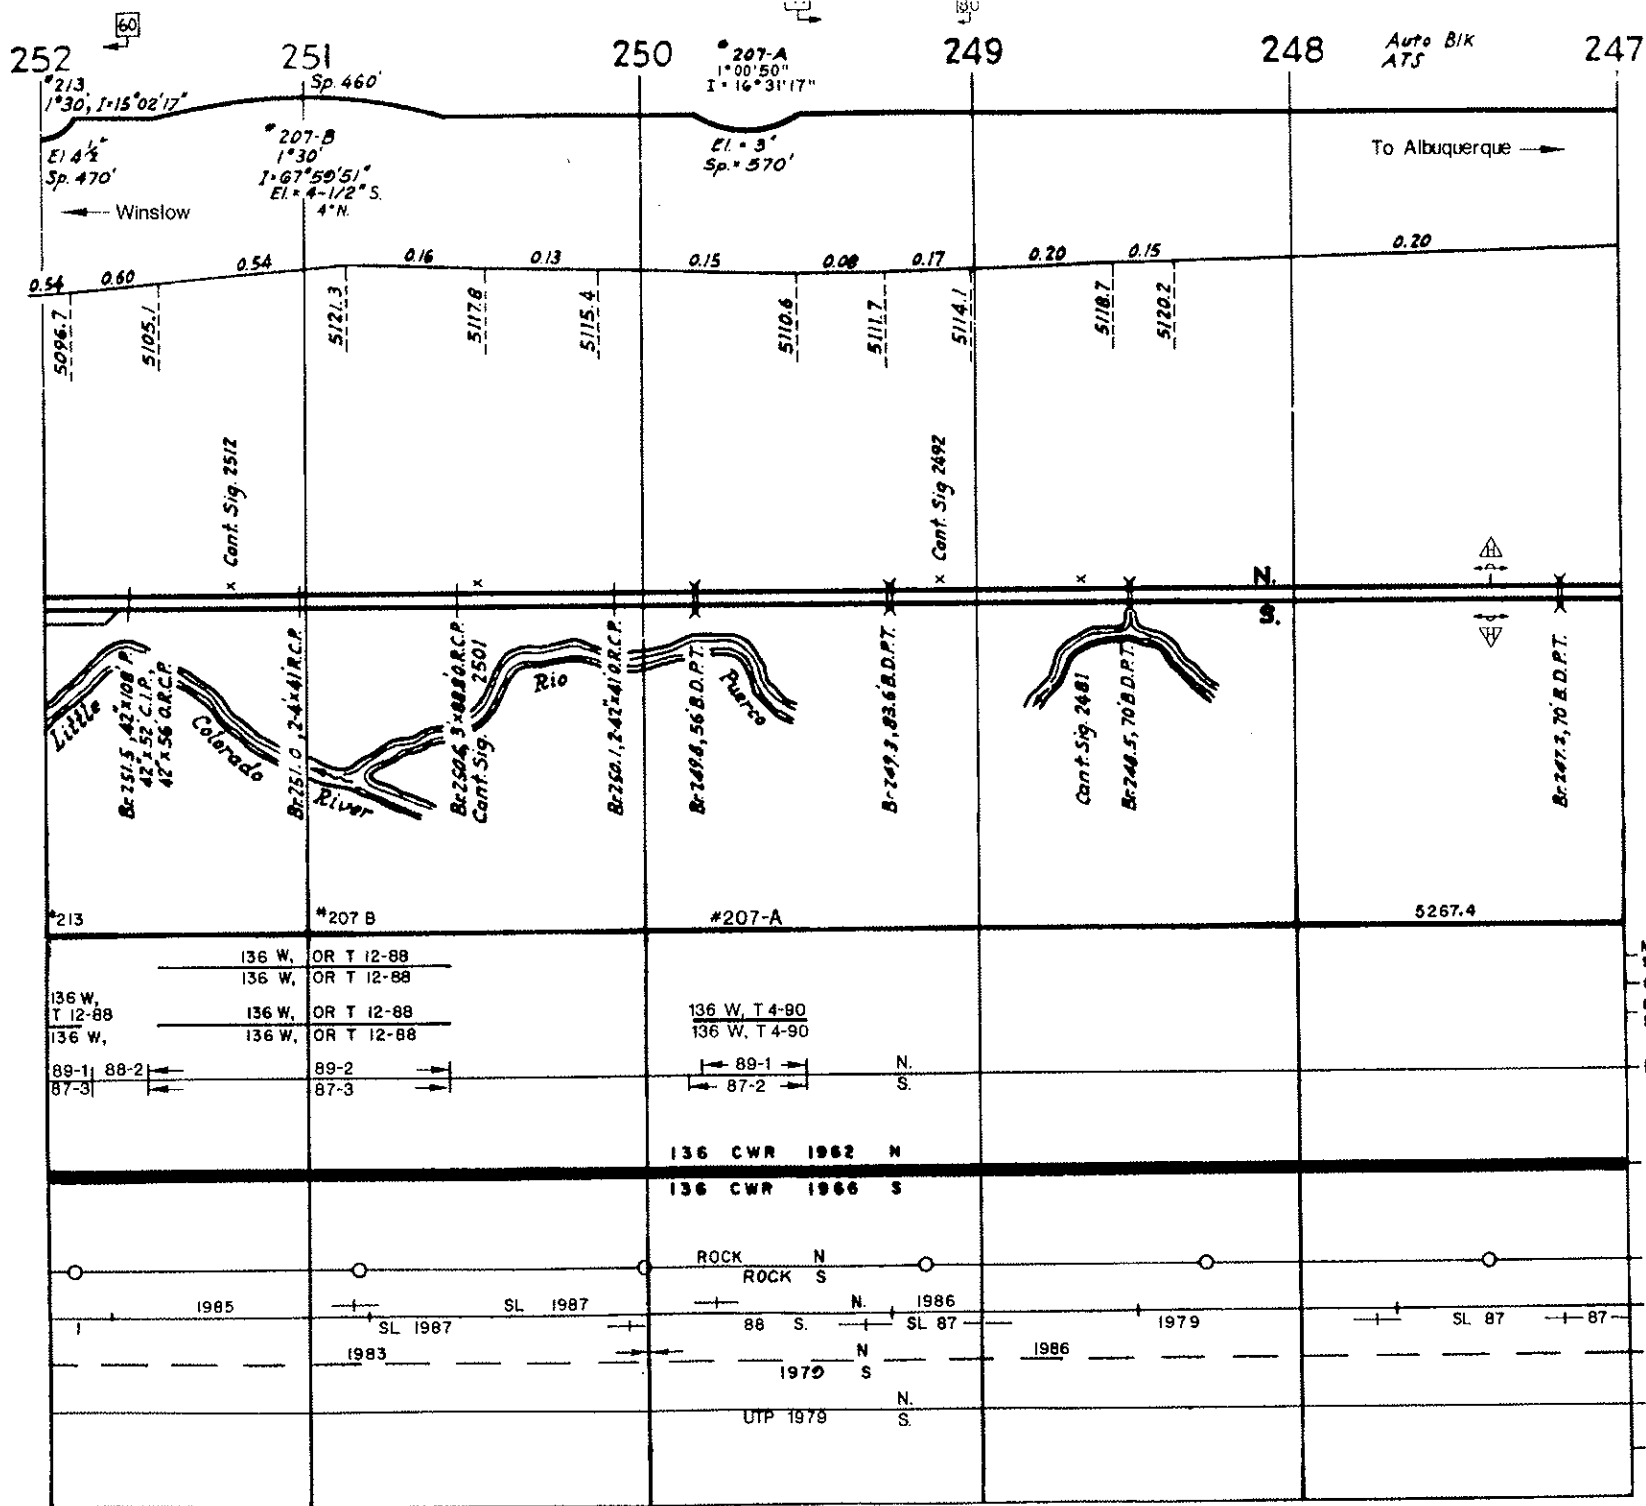 60
80
252
251
250
249
248
247
#207-A
1°00'50"
I = 16°31'17"
Auto Blk
ATS
#213
1°30', I=15°02'17"
Sp. 460'
El 4½"
Sp. 470'
#207-B
1°30'
I=67°59'51"
El.= 4-1/2" S.
4" N.
El. = 3"
Sp. = 570'
To Albuquerque
Winslow
0.54
0.60
0.54
0.16
0.13
0.15
0.08
0.17
0.20
0.15
0.20
5096.7
5105.1
5121.3
5117.8
5115.4
5110.6
5111.7
5114.1
5118.7
5120.2
Cont. Sig. 2512
Cont. Sig 2492
H
N.
S.
H
Little
Colorado
River
Rio
Puerco
Br.251.5, 42"x108' P.
42" x 52' C.I.P.,
42" x 56' O.R.C.P.
Br.251.0, 2-4'x41' R.C.P.
Br.250.6, 3'x88.8' O.R.C.P.
Cont. Sig. 2501
Br.250.1, 2-42"x41' O.R.C.P.
Br.249.8, 56' B.D.P.T.
Br.249.3, 83.6' B.D.P.T.
Cont. Sig. 2481
Br.248.5, 70' B.D.P.T.
Br.247.2, 70' B.D.P.T.
#213
#207 B
#207-A
5267.4
136 W, OR T 12-88
136 W, OR T 12-88
136 W,
T 12-88
136 W,
136 W, OR T 12-88
136 W, OR T 12-88
136 W, T 4-90
136 W, T 4-90
89-1 88-2 89-2
87-3 87-3
89-1 N.
87-2 S.
136 CWR 1962 N
136 CWR 1966 S
ROCK N
ROCK S
1985 SL 1987 N. 1986
SL 1987 88 S. SL 87 1979 SL 87 87
1983 N 1986
1979 S
N.
UTP 1979 S.